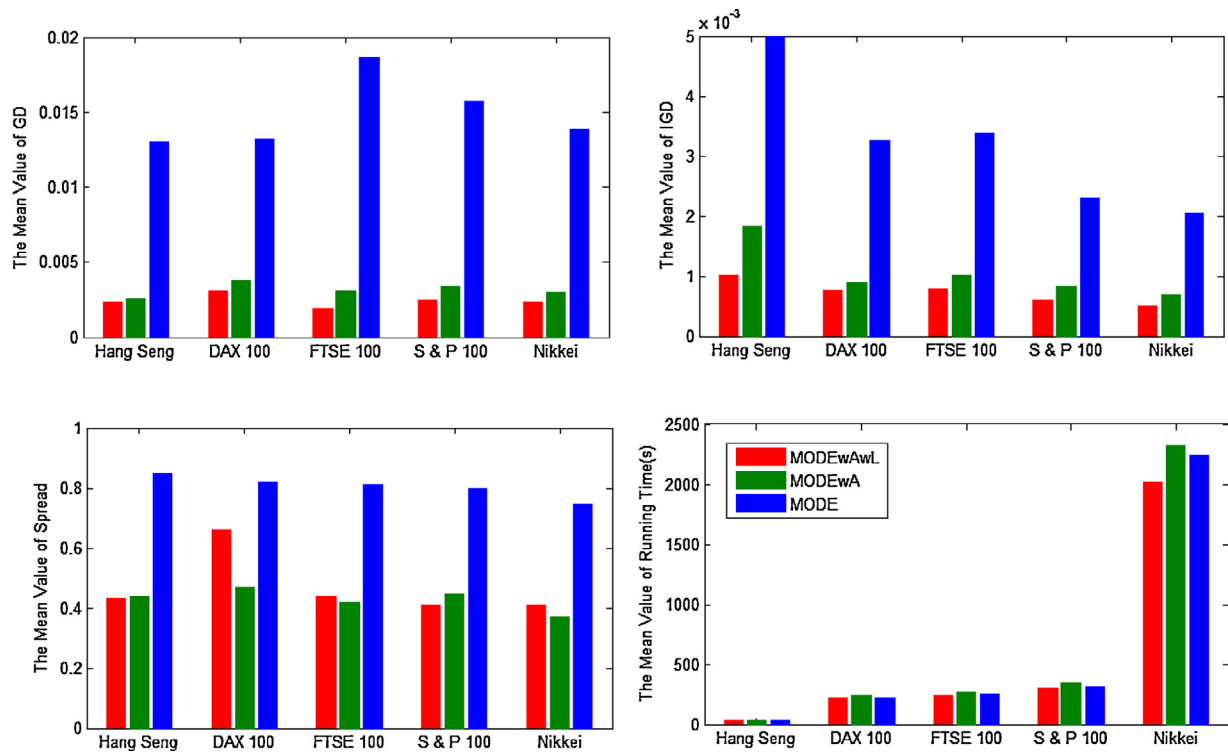 The Mean Value of GD
0.02
0.015
0.01
0.005
0
Hang Seng DAX 100 FTSE 100 S & P 100 Nikkei
The Mean Value of IGD
× 10⁻³
5
4
3
2
1
0
Hang Seng DAX 100 FTSE 100 S & P 100 Nikkei
The Mean Value of Spread
1
0.8
0.6
0.4
0.2
0
Hang Seng DAX 100 FTSE 100 S & P 100 Nikkei
The Mean Value of Running Time(s)
2500
2000
1500
1000
500
0
MODEwAwL
MODEwA
MODE
Hang Seng DAX 100 FTSE 100 S & P 100 Nikkei